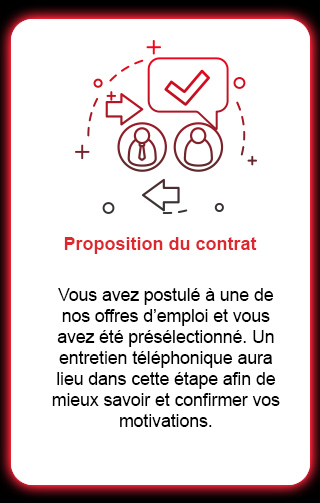 Proposition du contrat
Vous avez postulé à une de
nos offres d’emploi et vous
avez été présélectionné. Un
entretien téléphonique aura
lieu dans cette étape afin de
mieux savoir et confirmer vos
motivations.